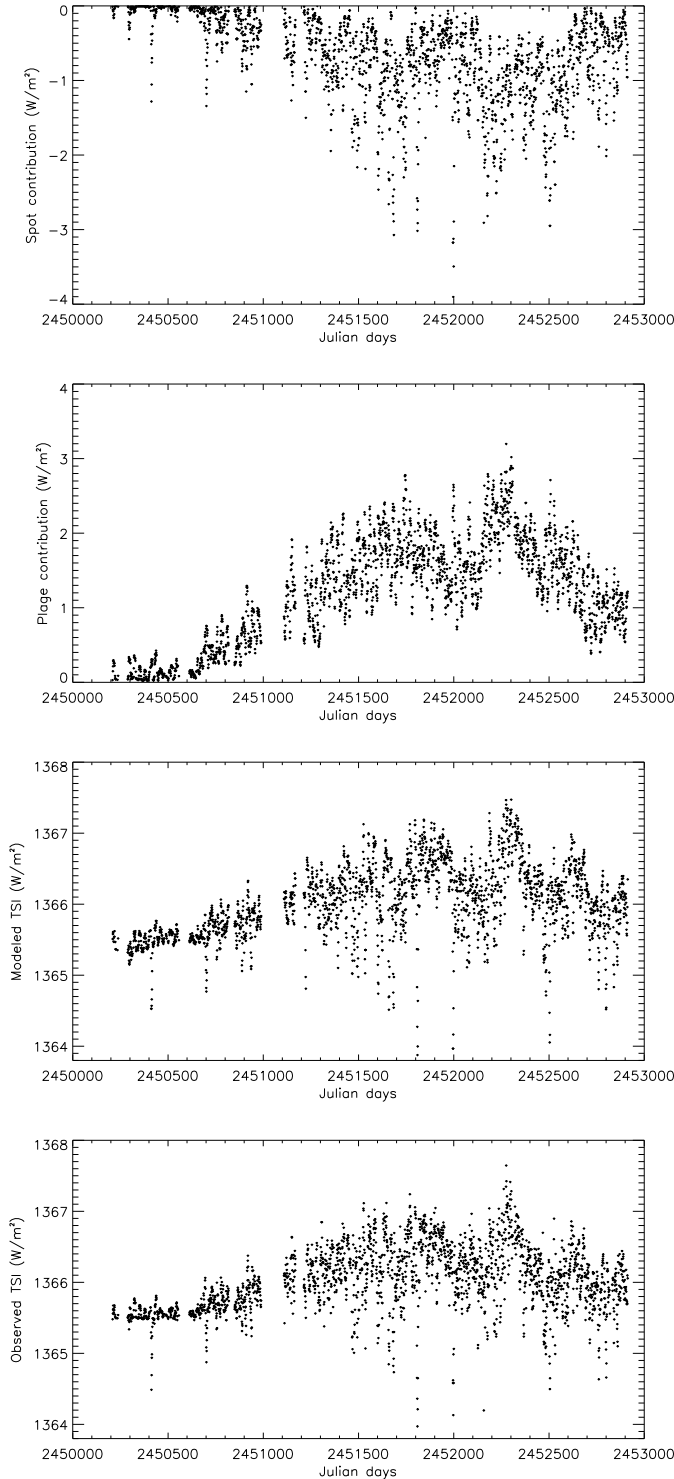 0
−1
−2
−3
−4
Spot contribution (W/m²)
2450000 2450500 2451000 2451500 2452000 2452500 2453000
Julian days
4
3
2
1
0
Plage contribution (W/m²)
2450000 2450500 2451000 2451500 2452000 2452500 2453000
Julian days
1368
1367
1366
1365
1364
Modeled TSI (W/m²)
2450000 2450500 2451000 2451500 2452000 2452500 2453000
Julian days
1368
1367
1366
1365
1364
Observed TSI (W/m²)
2450000 2450500 2451000 2451500 2452000 2452500 2453000
Julian days